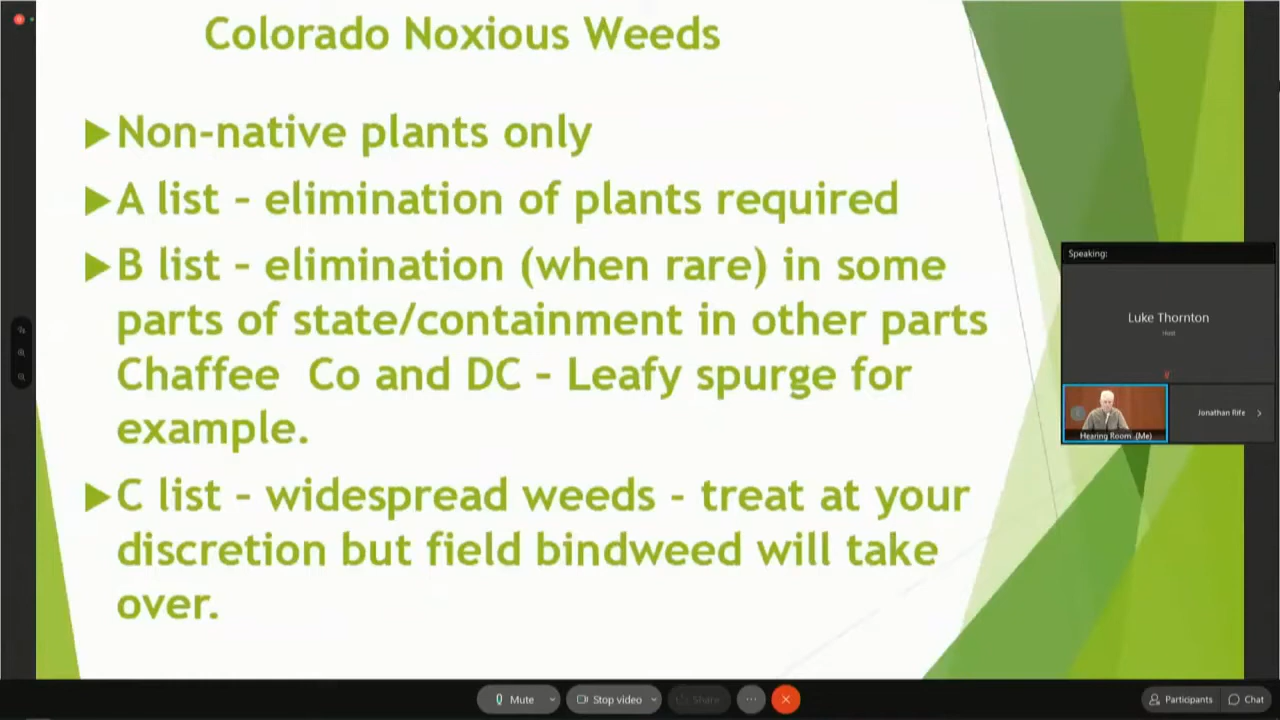 Colorado Noxious Weeds
Non-native plants only
A list – elimination of plants required
B list – elimination (when rare) in some
parts of state/containment in other parts
Chaffee Co and DC – Leafy spurge for
example.
C list – widespread weeds – treat at your
discretion but field bindweed will take
over.
Speaking:
Luke Thornton
Host
Hearing Room (Me)
Jonathan Rife
Mute
Stop video
Share
Participants
Chat